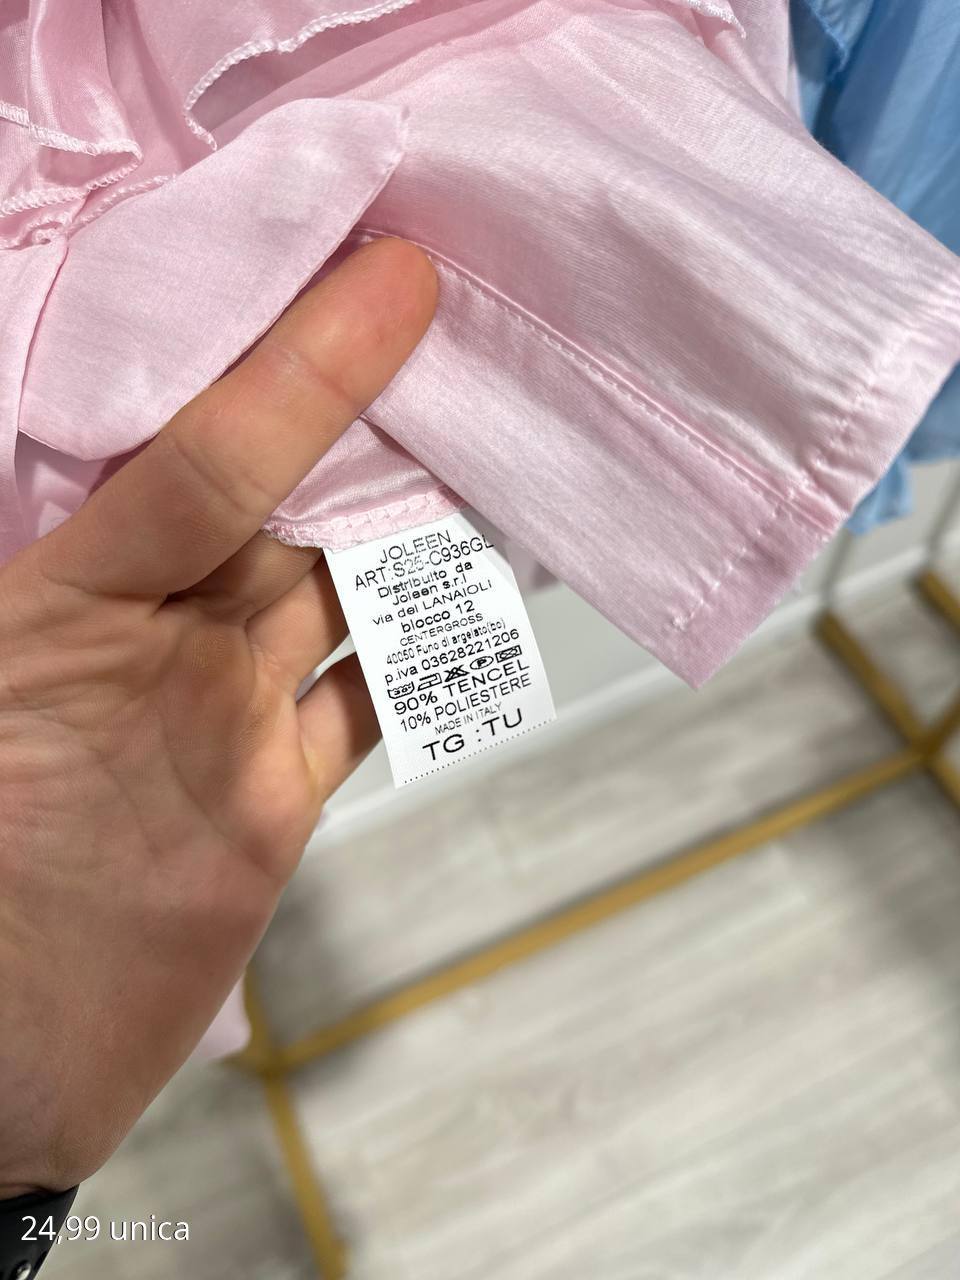 JOLEEN
ART:S25-C936GL
Distribuito da
Joleen s.r.l
via dei LANAIOLI
blocco 12
CENTERGROSS
40050 Funo di argelato(bo)
p.iva 03628221206
90% TENCEL
10% POLIESTERE
MADE IN ITALY
TG :TU
24,99 unica